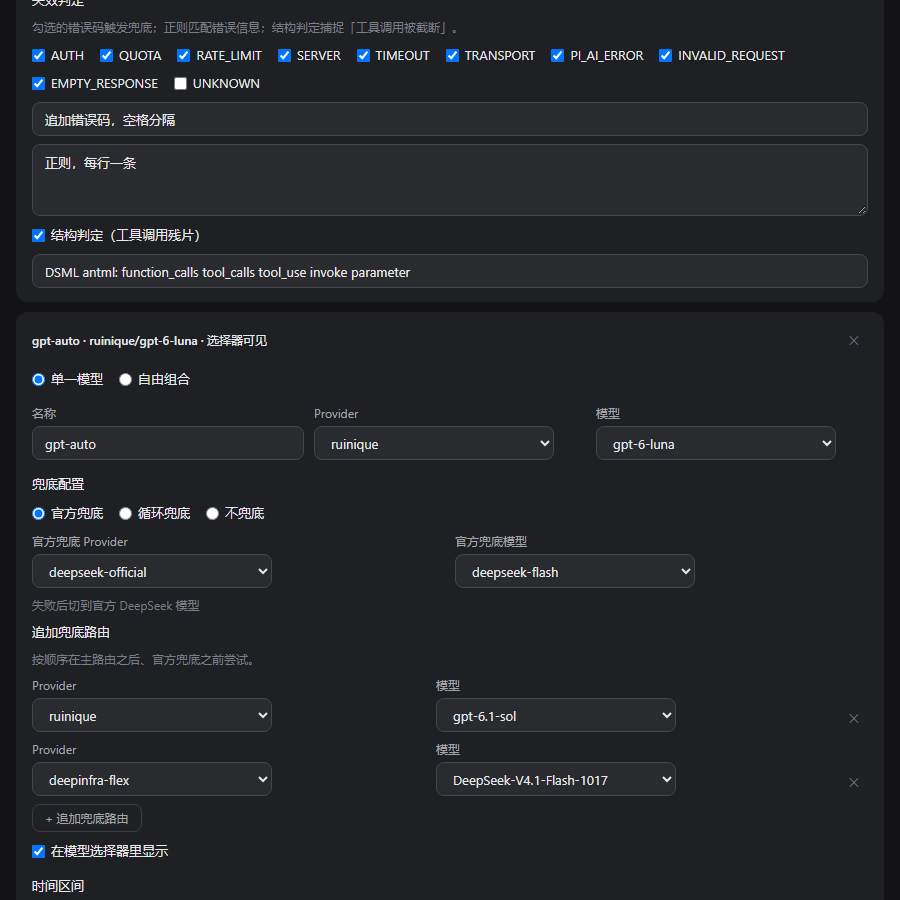 失效判定
勾选的错误码触发兜底；正则匹配错误信息；结构判定捕捉「工具调用被截断」。
AUTH QUOTA RATE_LIMIT SERVER TIMEOUT TRANSPORT PI_AI_ERROR INVALID_REQUEST
EMPTY_RESPONSE UNKNOWN
追加错误码，空格分隔
正则，每行一条
结构判定（工具调用残片）
DSML antml: function_calls tool_calls tool_use invoke parameter
gpt-auto · ruinique/gpt-6-luna · 选择器可见
单一模型 自由组合
名称 Provider 模型
gpt-auto ruinique gpt-6-luna
兜底配置
官方兜底 循环兜底 不兜底
官方兜底 Provider 官方兜底模型
deepseek-official deepseek-flash
失败后切到官方 DeepSeek 模型
追加兜底路由
按顺序在主路由之后、官方兜底之前尝试。
Provider 模型
ruinique gpt-6.1-sol
Provider 模型
deepinfra-flex DeepSeek-V4.1-Flash-1017
+ 追加兜底路由
在模型选择器里显示
时间区间